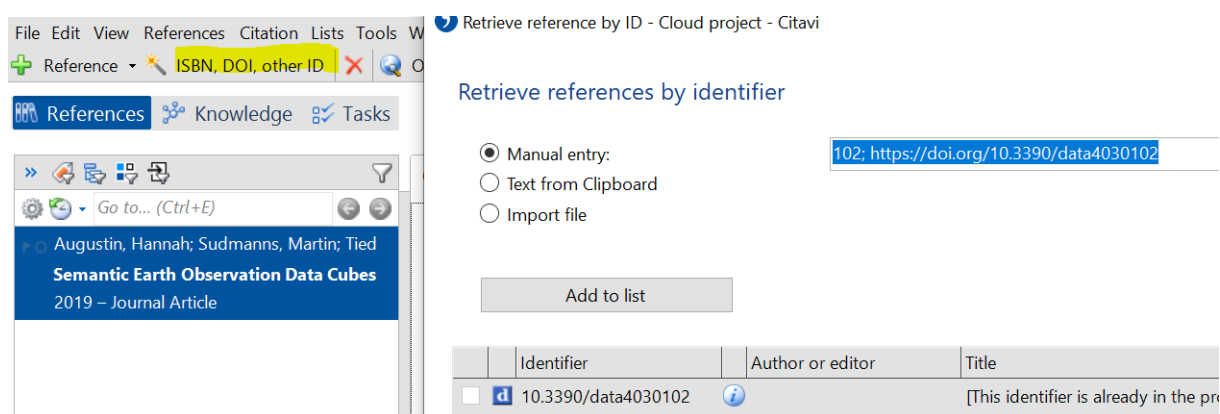 File Edit View References Citation Lists Tools W
Reference ISBN, DOI, other ID O
References Knowledge Tasks
Go to... (Ctrl+E)
Augustin, Hannah; Sudmanns, Martin; Tied
Semantic Earth Observation Data Cubes
2019 – Journal Article
Retrieve reference by ID - Cloud project - Citavi
Retrieve references by identifier
Manual entry: 102; https://doi.org/10.3390/data4030102
Text from Clipboard
Import file
Add to list
Identifier Author or editor Title
10.3390/data4030102 [This identifier is already in the pro